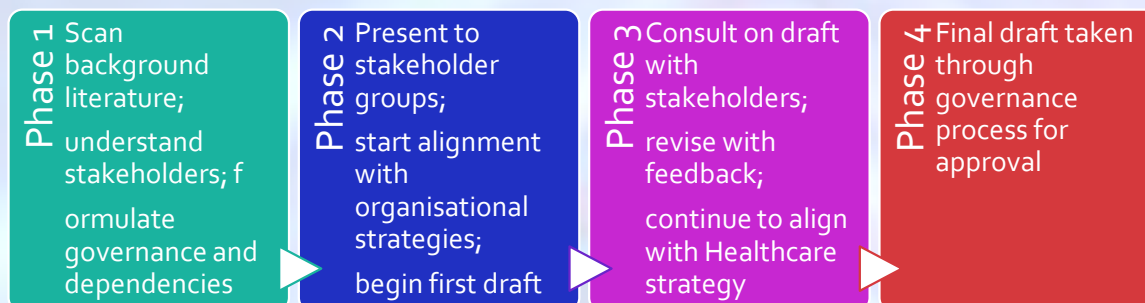 Phase 1
Scan
background
literature;
understand
stakeholders; f
ormulate
governance and
dependencies
Phase 2
Present to
stakeholder
groups;
start alignment
with
organisational
strategies;
begin first draft
Phase 3
Consult on draft
with
stakeholders;
revise with
feedback;
continue to align
with Healthcare
strategy
Phase 4
Final draft taken
through
governance
process for
approval